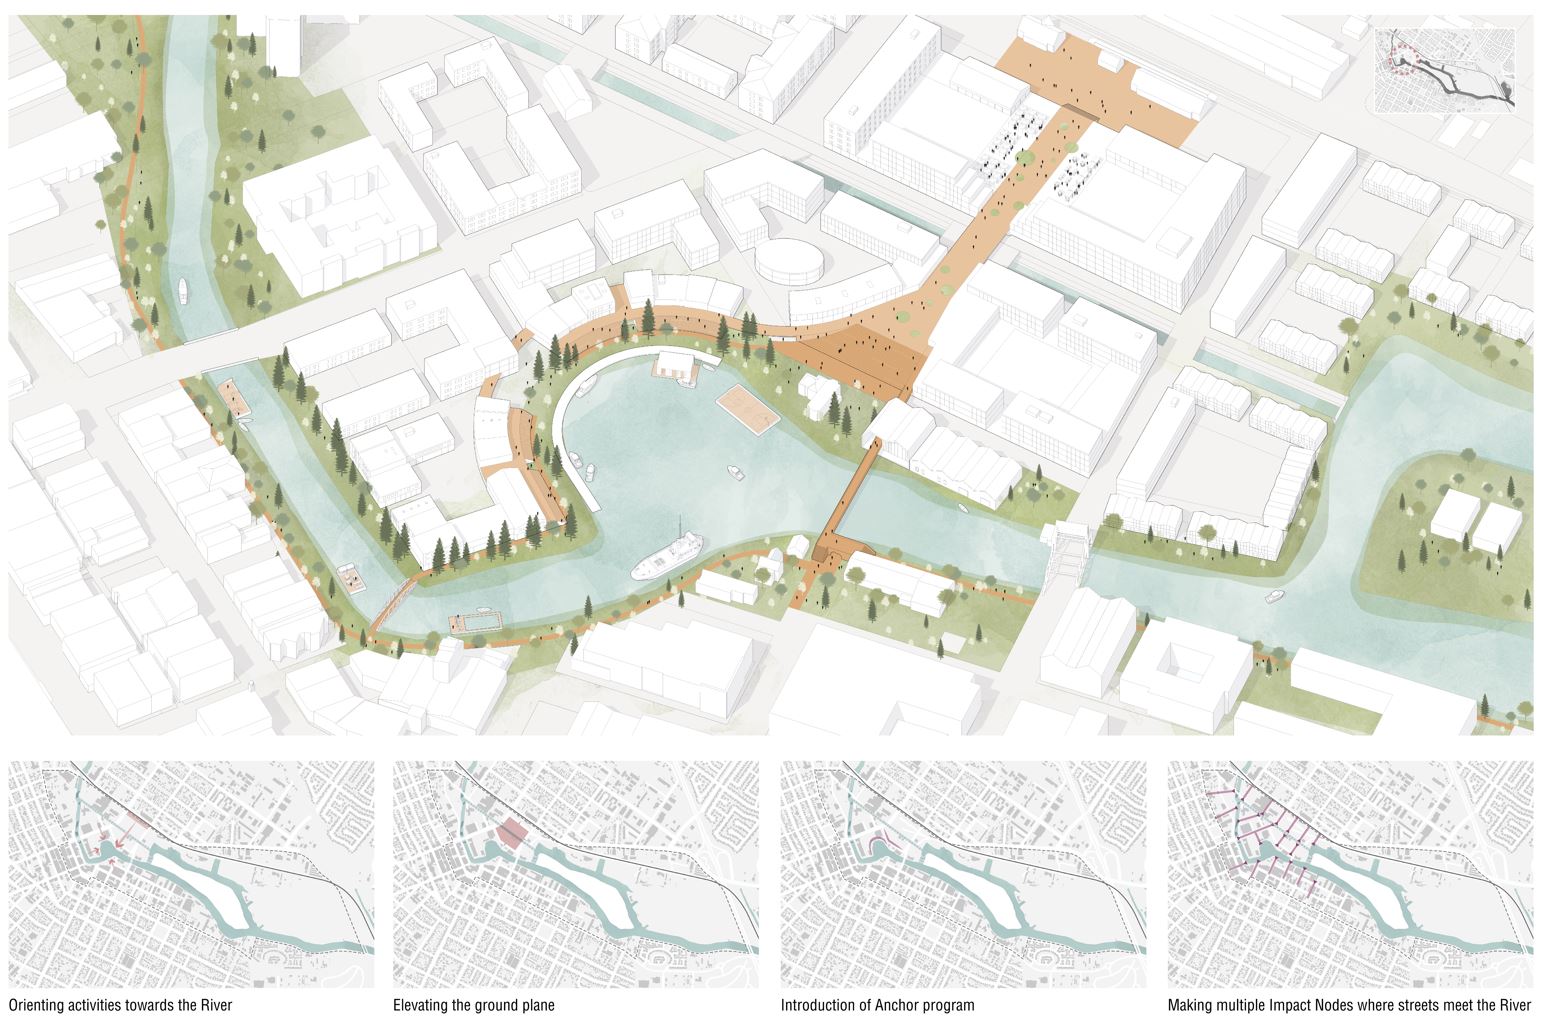 Orienting activities towards the River
Elevating the ground plane
Introduction of Anchor program
Making multiple Impact Nodes where streets meet the River